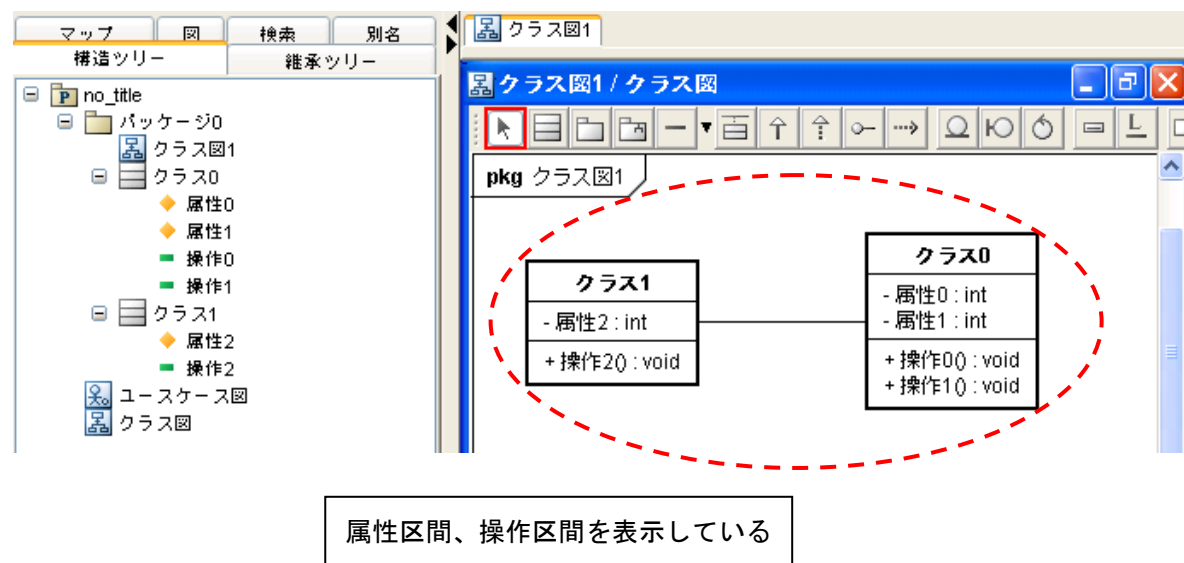 マップ 図 検索 別名
構造ツリー 継承ツリー
no_title
パッケージ0
クラス図1
クラス0
属性0
属性1
操作0
操作1
クラス1
属性2
操作2
ユースケース図
クラス図
クラス図1
クラス図1 / クラス図
pkg クラス図1
クラス1
- 属性2 : int
+ 操作2() : void
クラス0
- 属性0 : int
- 属性1 : int
+ 操作0() : void
+ 操作1() : void
属性区間、操作区間を表示している